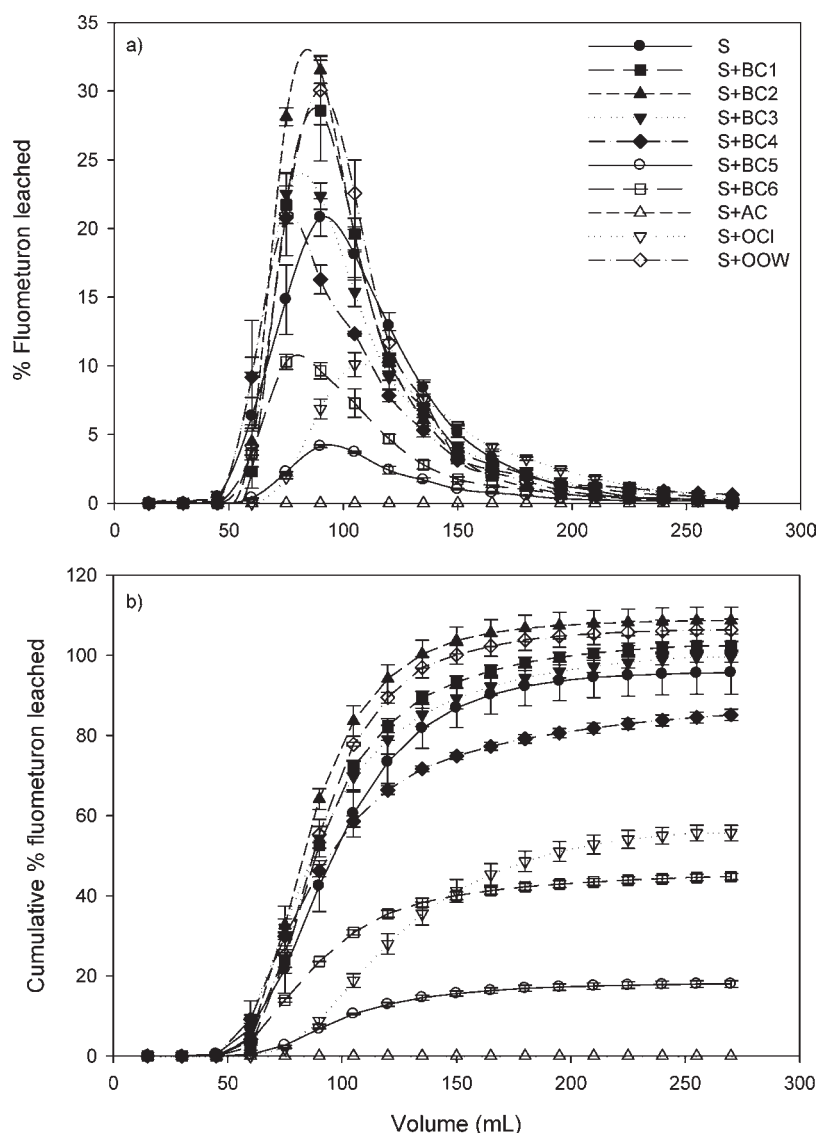 a)
% Fluometuron leached
35
30
25
20
15
10
5
0
S
S+BC1
S+BC2
S+BC3
S+BC4
S+BC5
S+BC6
S+AC
S+OCl
S+OOW
0 50 100 150 200 250 300
b)
Cumulative % fluometuron leached
120
100
80
60
40
20
0
0 50 100 150 200 250 300
Volume (mL)